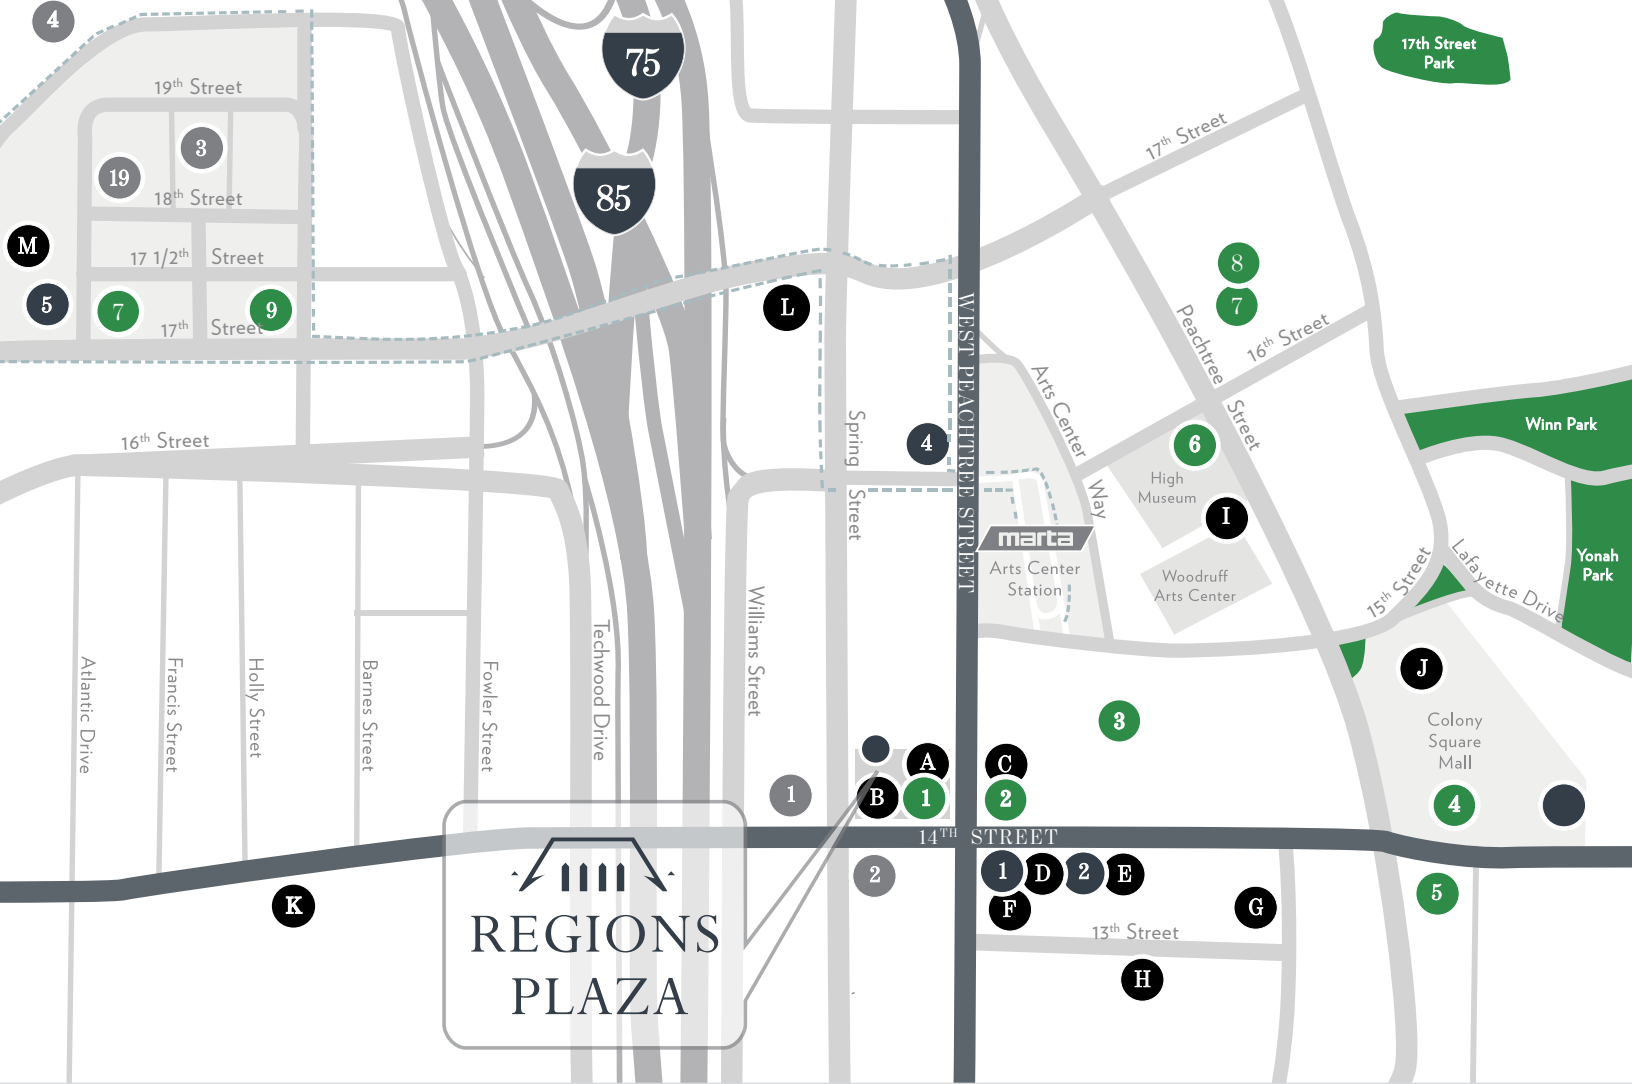 4
75
17th Street
Park
19th Street
17th Street
3
19
85
18th Street
M
17 1/2th Street
8
5
7
9
L
7
17th Street
WEST PEACHTREE STREET
Peachtree Street
16th Street
Arts Center Way
Winn Park
16th Street
Spring Street
4
6
High
Museum
I
marta
Arts Center
Station
Woodruff
Arts Center
15th Street
Lafayette Drive
Yonah
Park
Atlantic Drive
Francis Street
Holly Street
Barnes Street
Fowler Street
Techwood Drive
Williams Street
J
3
Colony
Square
Mall
A
C
1
B
1
2
4
14TH STREET
2
1
D
2
E
5
K
F
G
REGIONS
PLAZA
13th Street
H